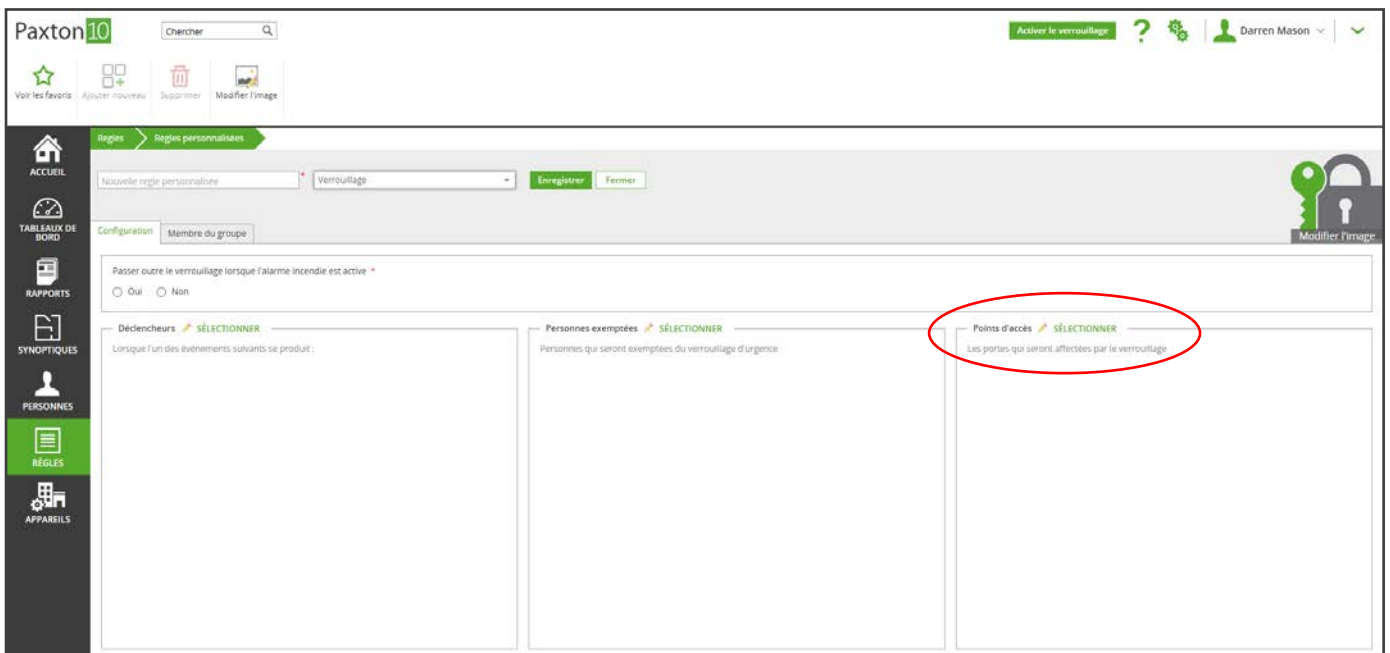 Paxton10
Chercher
Activer le verrouillage
?
Darren Mason
Voir les favoris
Ajouter nouveau
Supprimer
Modifier l'image
Règles
Règles personnalisées
ACCUEIL
Nouvelle règle personnalisée
*
Verrouillage
Enregistrer
Fermer
Modifier l'image
TABLEAUX DE
BORD
Configuration
Membre du groupe
Passer outre le verrouillage lorsque l'alarme incendie est active *
Oui
Non
RAPPORTS
Déclencheurs SÉLECTIONNER
Lorsque l'un des événements suivants se produit :
Personnes exemptées SÉLECTIONNER
Personnes qui seront exemptées du verrouillage d'urgence
Points d'accès SÉLECTIONNER
Les portes qui seront affectées par le verrouillage
SYNOPTIQUES
PERSONNES
RÈGLES
APPAREILS